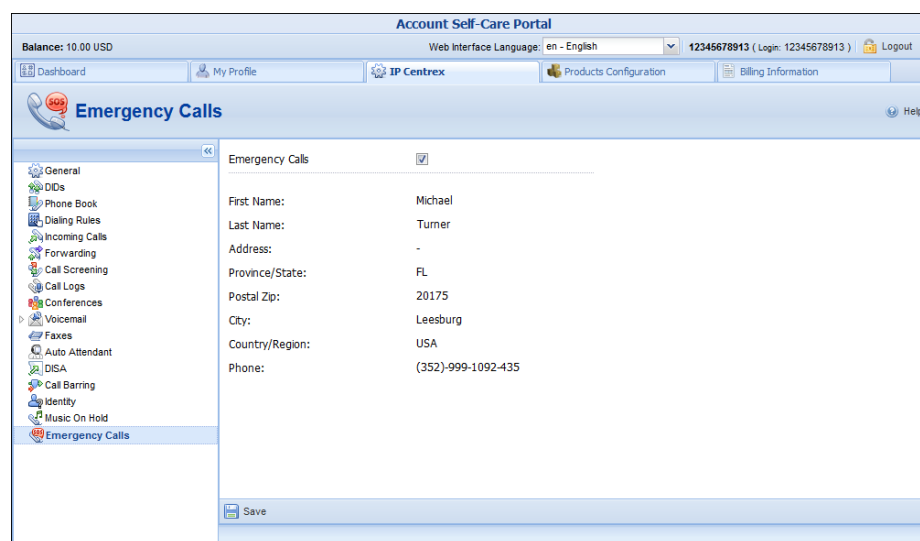 Account Self-Care Portal
Balance: 10.00 USD Web Interface Language: en - English 12345678913 ( Login: 12345678913 ) Logout
Dashboard My Profile IP Centrex Products Configuration Billing Information
SOS Emergency Calls Help
«
General
DIDs
Phone Book
Dialing Rules
Incoming Calls
Forwarding
Call Screening
Call Logs
Conferences
Voicemail
Faxes
Auto Attendant
DISA
Call Barring
Identity
Music On Hold
Emergency Calls
Emergency Calls
First Name: Michael
Last Name: Turner
Address: -
Province/State: FL
Postal Zip: 20175
City: Leesburg
Country/Region: USA
Phone: (352)-999-1092-435
Save